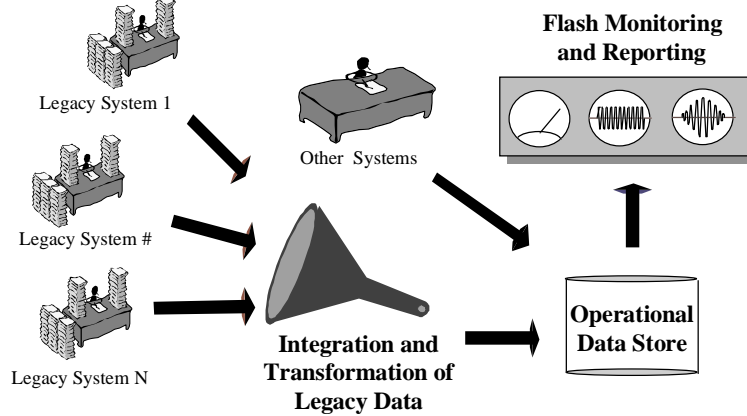 Flash Monitoring
and Reporting
Legacy System 1
Other Systems
Legacy System #
Legacy System N
Integration and
Transformation of
Legacy Data
Operational
Data Store